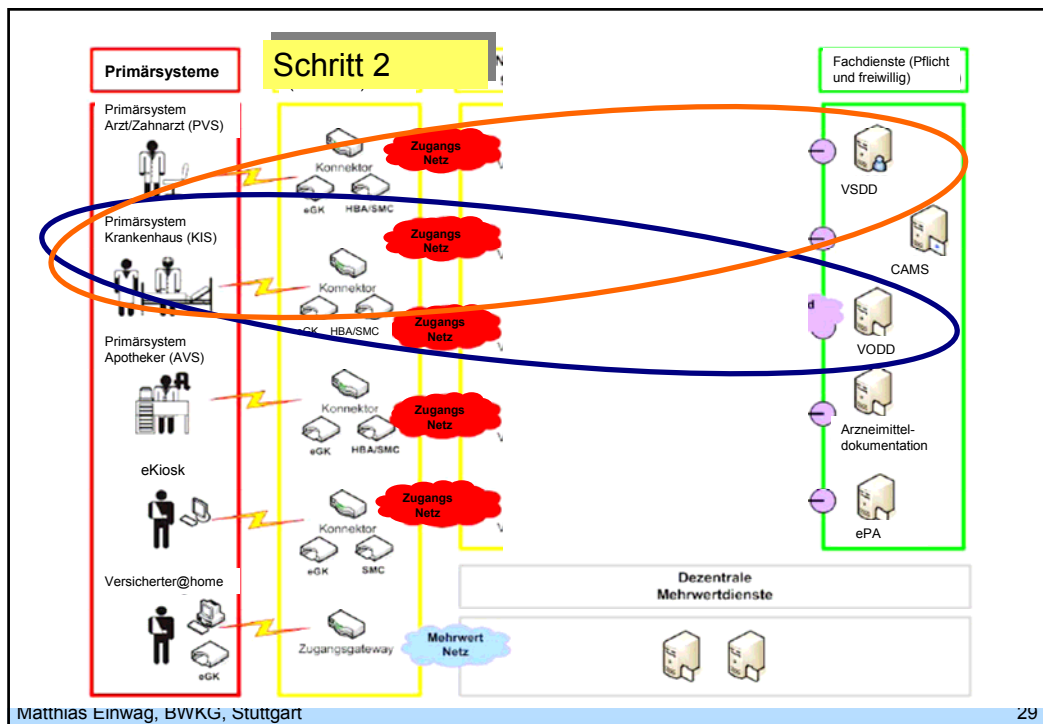 Primärsysteme
Schritt 2
Fachdienste (Pflicht
und freiwillig)
Primärsystem
Arzt/Zahnarzt (PVS)
Konnektor
eGK
HBA/SMC
Zugangs
Netz
VSDD
Primärsystem
Krankenhaus (KIS)
Konnektor
eGK
HBA/SMC
Zugangs
Netz
CAMS
Zugangs
Netz
VODD
Primärsystem
Apotheker (AVS)
Konnektor
eGK
HBA/SMC
Zugangs
Netz
Arzneimittel-
dokumentation
eKiosk
Konnektor
eGK
SMC
Zugangs
Netz
ePA
Versicherter@home
eGK
Zugangsgateway
Mehrwert
Netz
Dezentrale
Mehrwertdienste
Matthias Einwag, BWKG, Stuttgart
29